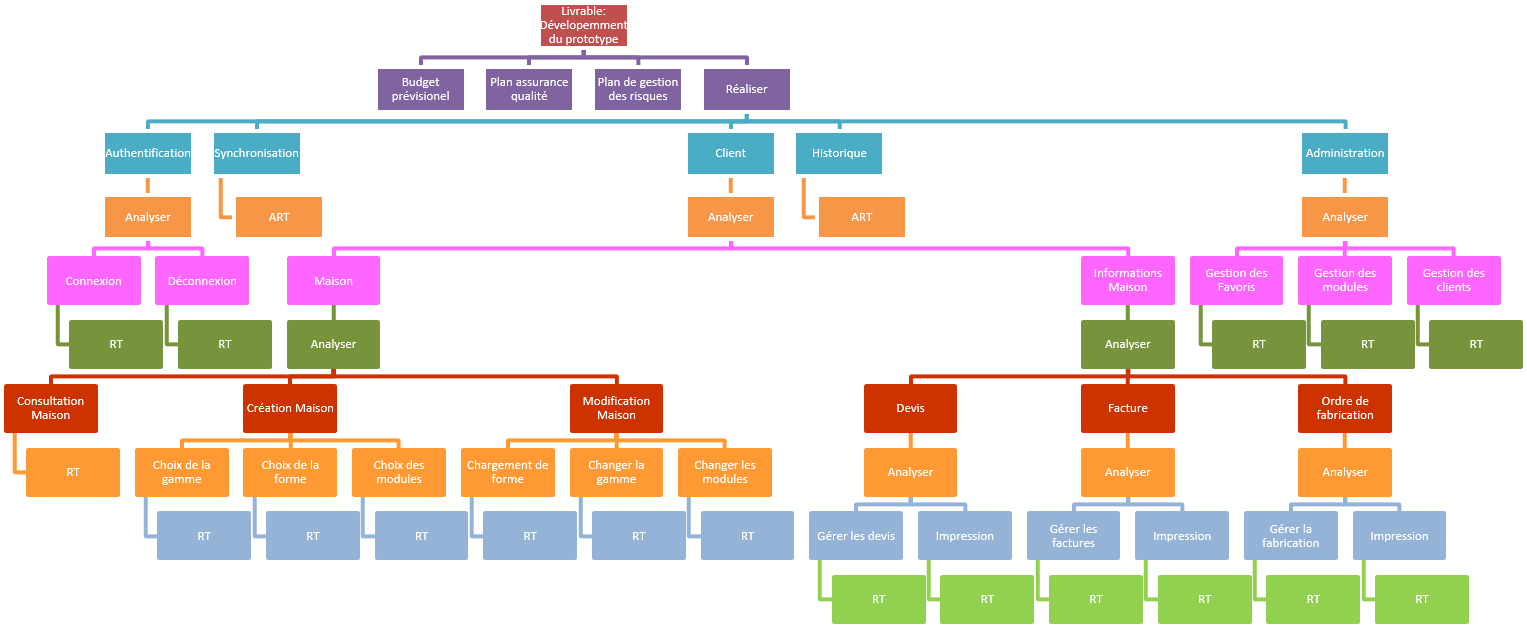 Livrable:
Dévelopemment
du prototype
Budget
prévisionel
Plan assurance
qualité
Plan de gestion
des risques
Réaliser
Authentification
Synchronisation
Client
Historique
Administration
Analyser
ART
Analyser
ART
Analyser
Connexion
Déconnexion
Maison
Informations
Maison
Gestion des
Favoris
Gestion des
modules
Gestion des
clients
RT
RT
Analyser
Analyser
RT
RT
RT
Consultation
Maison
Création Maison
Modification
Maison
Devis
Facture
Ordre de
fabrication
RT
Choix de la
gamme
Choix de la
forme
Choix des
modules
Chargement de
forme
Changer la
gamme
Changer les
modules
Analyser
Analyser
Analyser
RT
RT
RT
RT
RT
RT
Gérer les devis
Impression
Gérer les
factures
Impression
Gérer la
fabrication
Impression
RT
RT
RT
RT
RT
RT